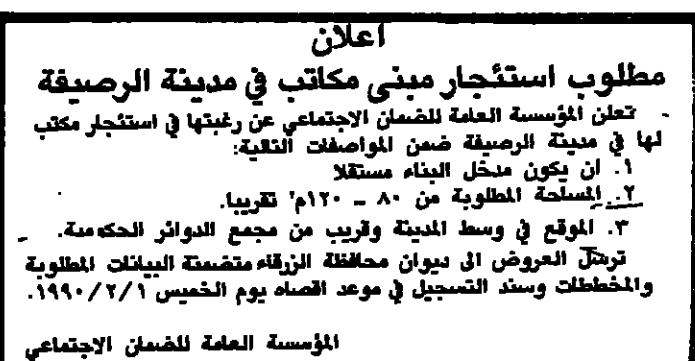 اعلان
مطلوب استئجار مبنى مكاتب في مدينة الرصيفة
تعلن المؤسسة العامة للضمان الاجتماعي عن رغبتها في استئجار مكتب
لها في مدينة الرصيفة ضمن المواصفات التالية:
١. ان يكون مدخل البناء مستقلا
٢. المساحة المطلوبة من ٨٠ ـ ١٢٠م٢ تقريبا.
٣. الموقع في وسط المدينة وقريب من مجمع الدوائر الحكومية.
ترسل العروض الى ديوان محافظة الزرقاء متضمنة البيانات المطلوبة
والمخططات وسند التسجيل في موعد اقصاه يوم الخميس ١٩٩٠/٢/١.
المؤسسة العامة للضمان الاجتماعي